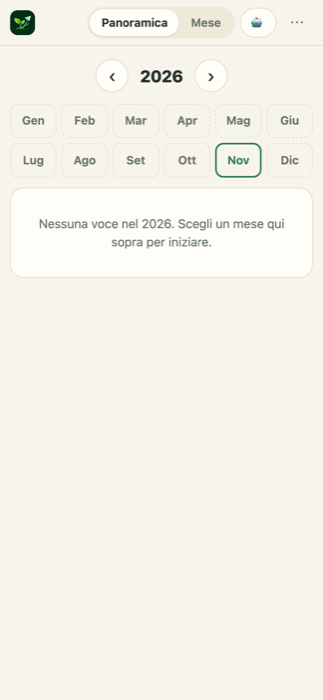 Panoramica Mese ...
‹ 2026 ›
Gen Feb Mar Apr Mag Giu
Lug Ago Set Ott Nov Dic
Nessuna voce nel 2026. Scegli un mese qui
sopra per iniziare.